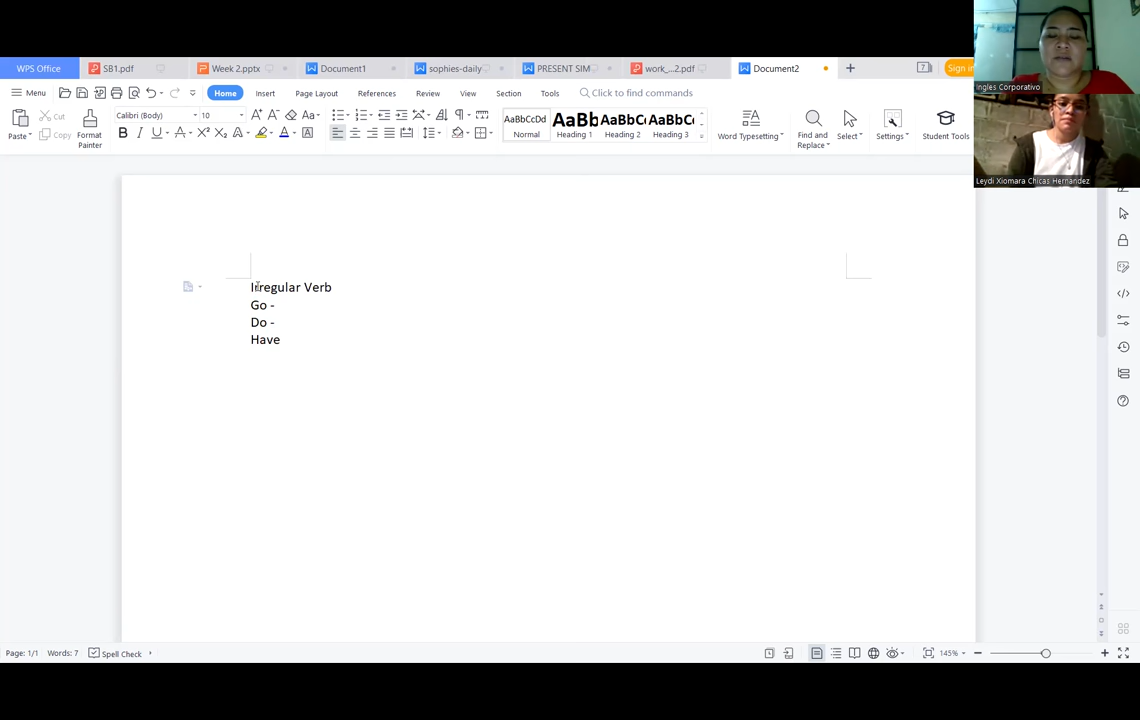 Ingles Corporativo
Leydi Xiomara Chicas Hernandez
WPS Office
SB1.pdf
Week 2.pptx
Document1
sophies-daily
PRESENT SIM
work_...2.pdf
Document2
7
Sign in
Menu
Home
Insert
Page Layout
References
Review
View
Section
Tools
Click to find commands
Paste
Cut
Copy
Format Painter
Calibri (Body)
10
AaBbCcDd
Normal
AaBb
Heading 1
AaBbC
Heading 2
AaBbC
Heading 3
Word Typesetting
Find and Replace
Select
Settings
Student Tools
Irregular Verb
Go -
Do -
Have
Page: 1/1
Words: 7
Spell Check
145%